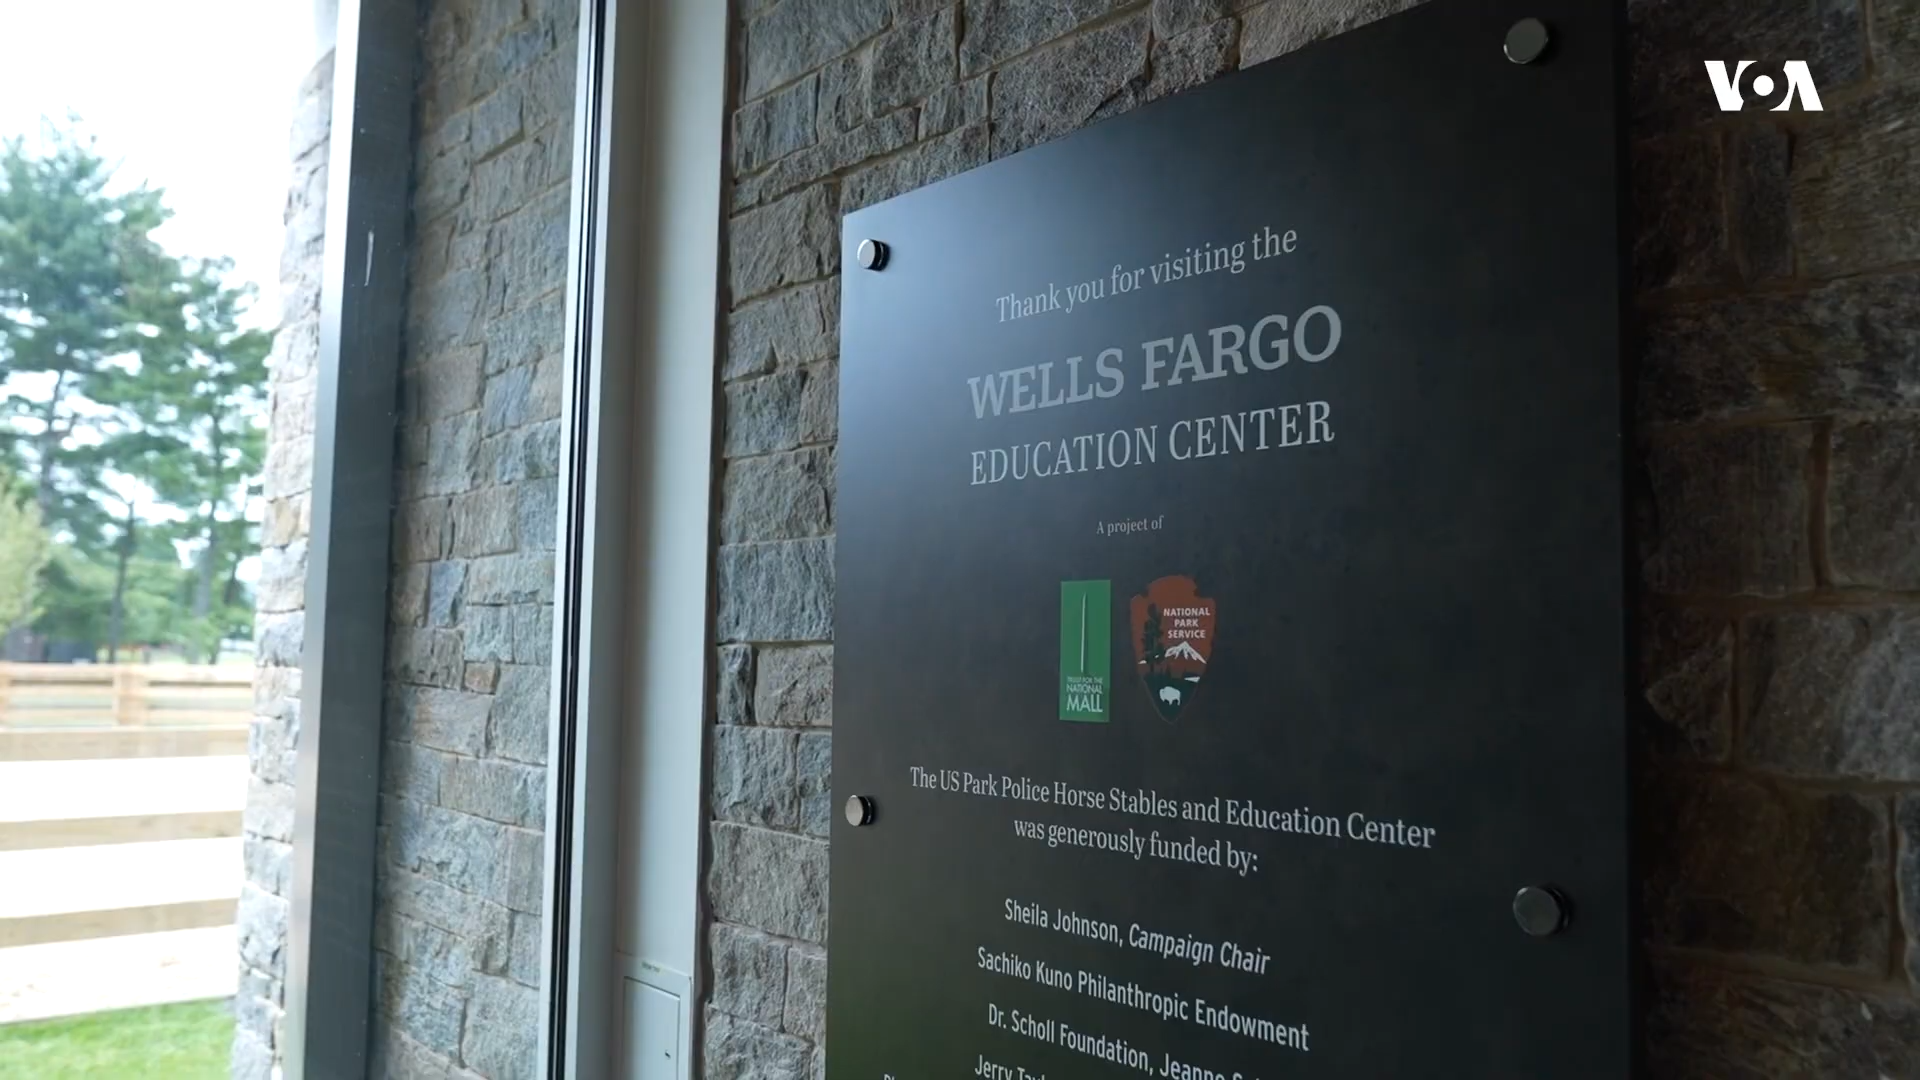 VOA
Thank you for visiting the
WELLS FARGO
EDUCATION CENTER
A project of
TRUST FOR THE
NATIONAL
MALL
NATIONAL
PARK
SERVICE
The US Park Police Horse Stables and Education Center
was generously funded by:
Sheila Johnson, Campaign Chair
Sachiko Kuno Philanthropic Endowment
Dr. Scholl Foundation, Jeanne
Jerry